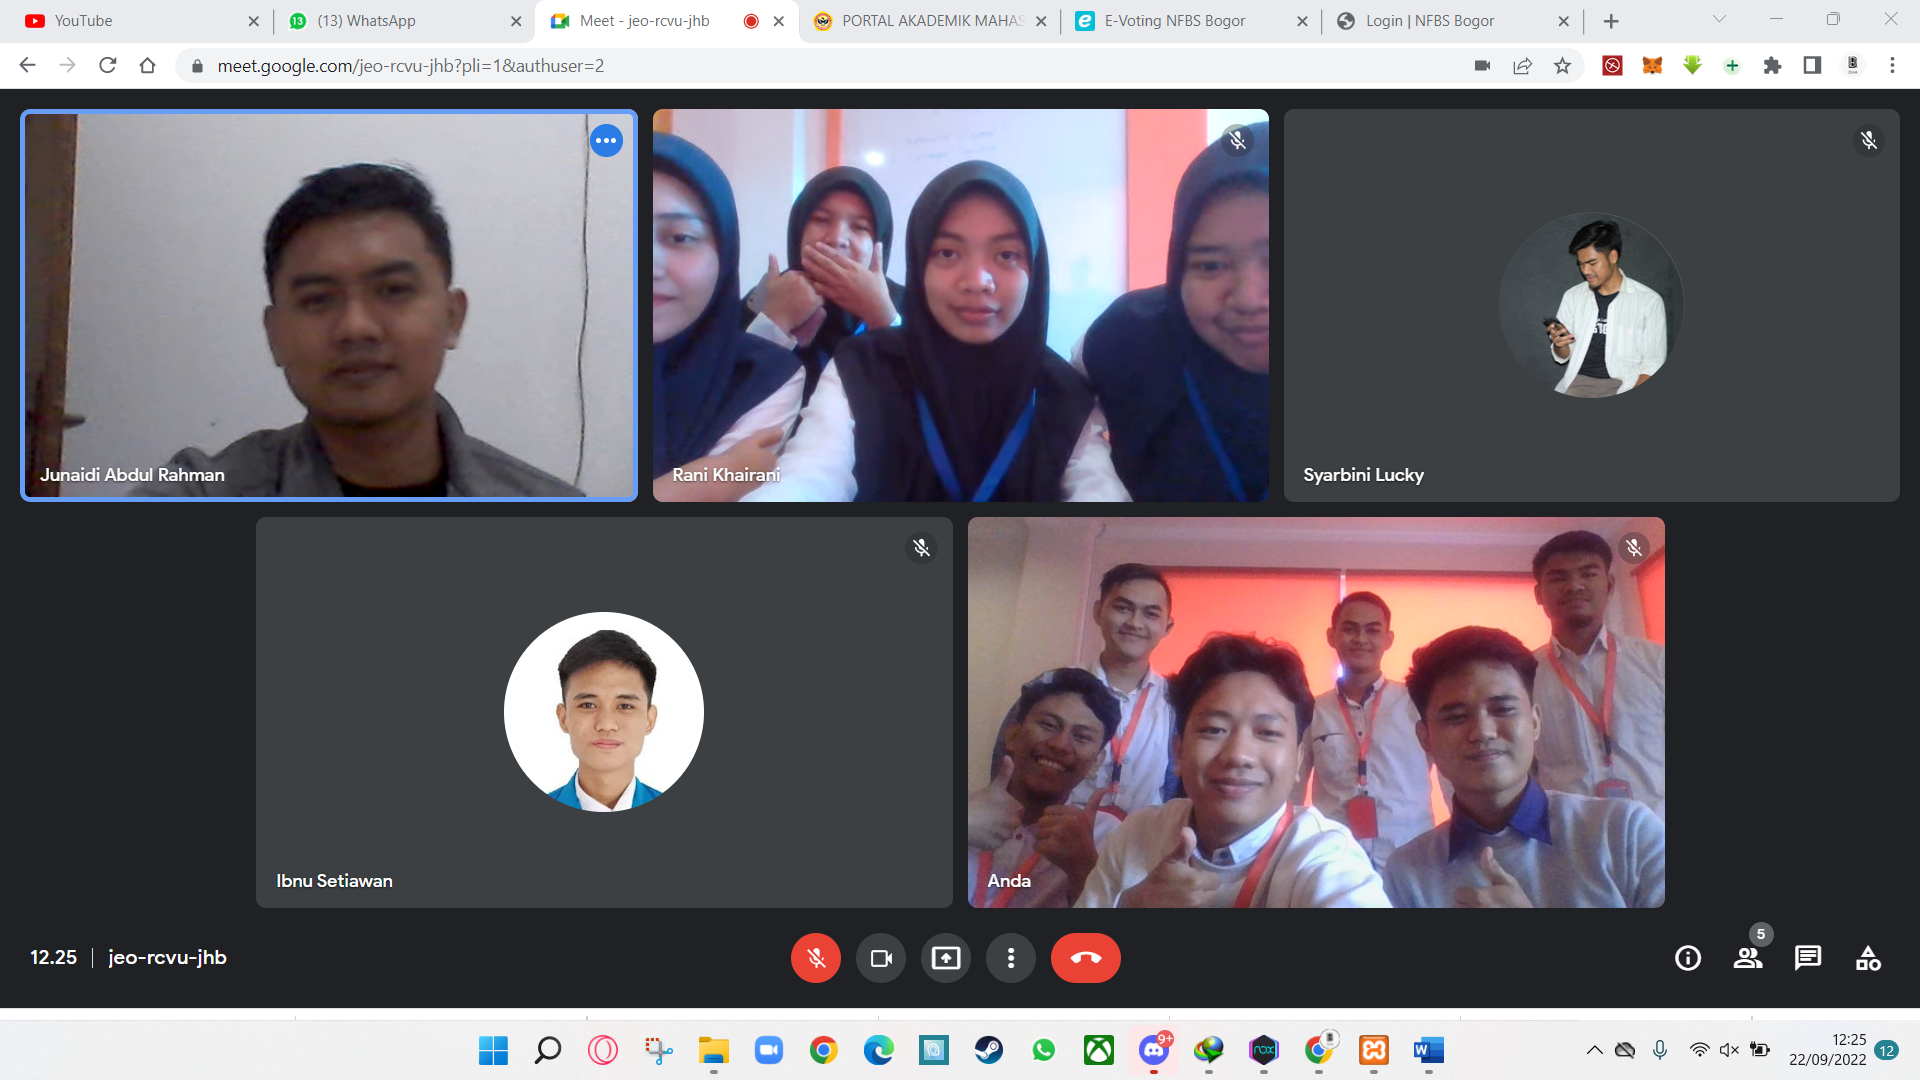 YouTube
(13) WhatsApp
Meet - jeo-rcvu-jhb
PORTAL AKADEMIK MAHAS
E-Voting NFBS Bogor
Login | NFBS Bogor
meet.google.com/jeo-rcvu-jhb?pli=1&authuser=2
Junaidi Abdul Rahman
Rani Khairani
Syarbini Lucky
Ibnu Setiawan
Anda
12.25
jeo-rcvu-jhb
5
9+
nox
W
12:25
22/09/2022
12